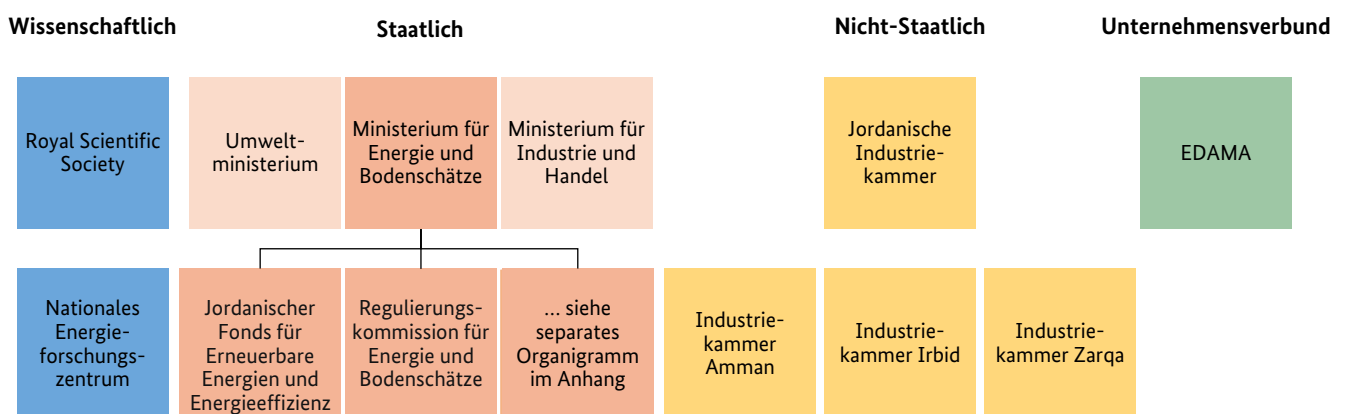 Wissenschaftlich
Staatlich
Nicht-Staatlich
Unternehmensverbund
Royal Scientific
Society
Umwelt-
ministerium
Ministerium für
Energie und
Bodenschätze
Ministerium für
Industrie und
Handel
Jordanische
Industrie-
kammer
EDAMA
Nationales
Energie-
forschungs-
zentrum
Jordanischer
Fonds für
Erneuerbare
Energien und
Energieeffizienz
Regulierungs-
kommission für
Energie und
Bodenschätze
... siehe
separates
Organigramm
im Anhang
Industrie-
kammer
Amman
Industrie-
kammer Irbid
Industrie-
kammer Zarqa